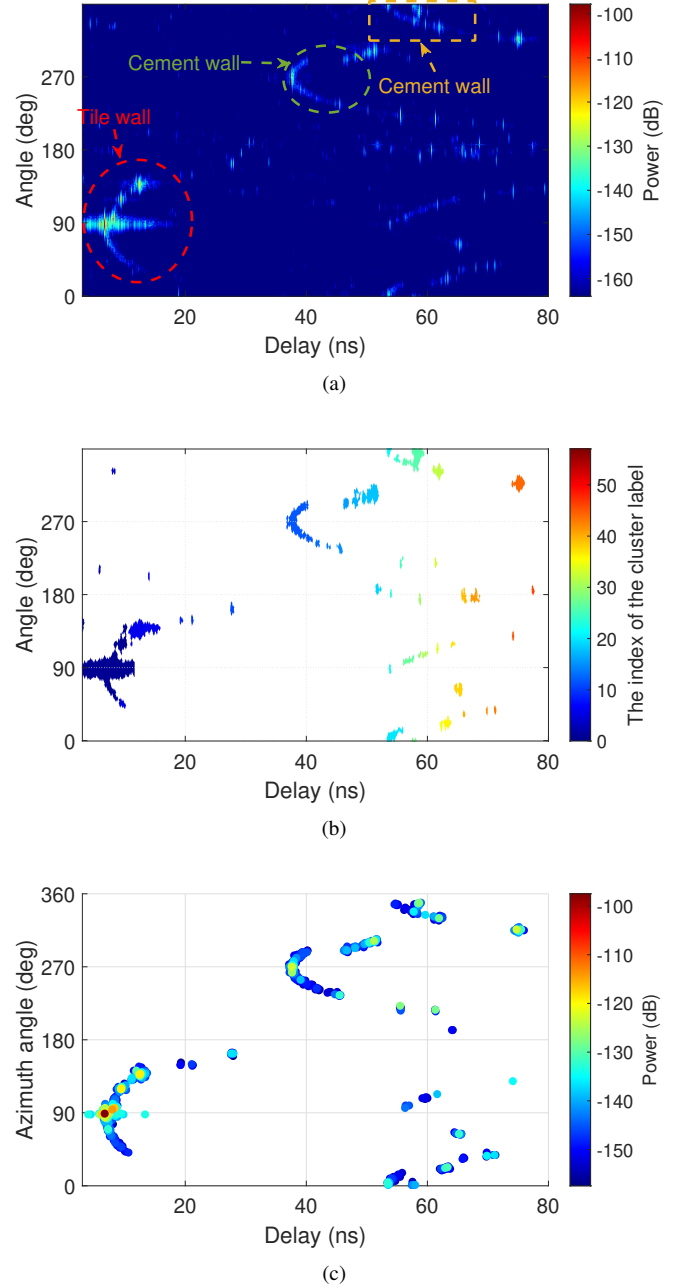 Cement wall
Cement wall
Tile wall
270
180
90
0
Angle (deg)
20
40
60
80
Delay (ns)
-100
-110
-120
-130
-140
-150
-160
Power (dB)
(a)
270
180
90
0
Angle (deg)
20
40
60
80
Delay (ns)
50
40
30
20
10
0
The index of the cluster label
(b)
360
270
180
90
0
Azimuth angle (deg)
20
40
60
80
Delay (ns)
-100
-110
-120
-130
-140
-150
Power (dB)
(c)